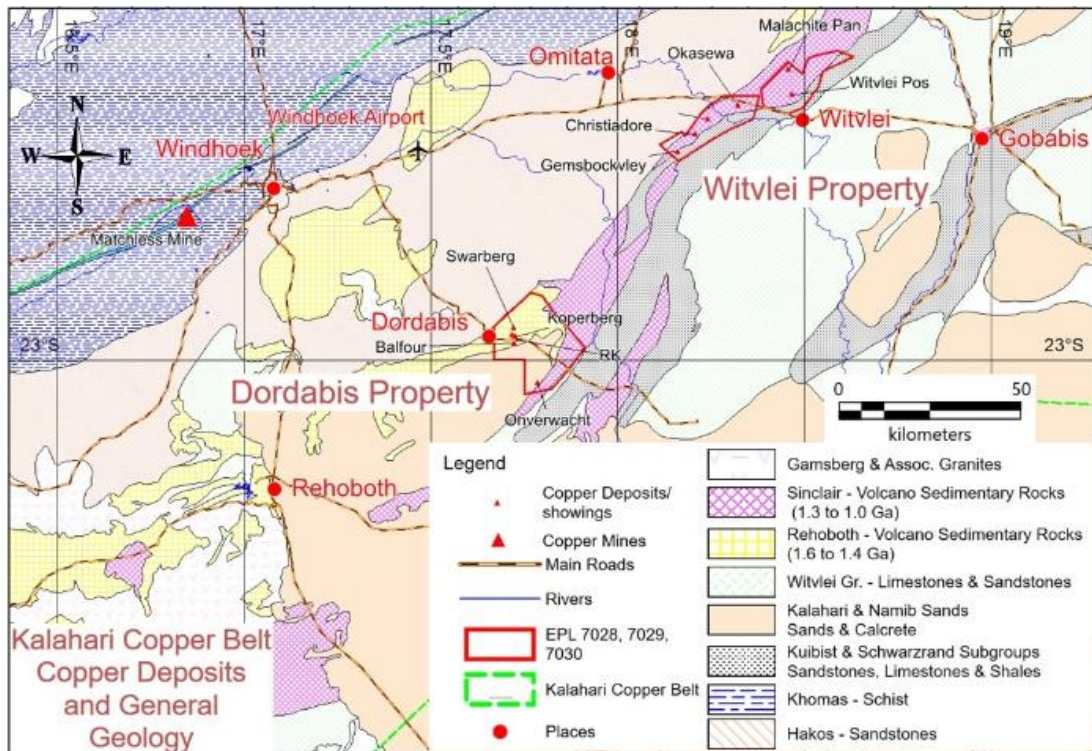 16.5°E
17°E
17.5°E
18°E
19°E
Malachite Pan
Okasewa
Omitata
Witvlei Pos
N
Windhoek Airport
Christiadore
Witvlei
Windhoek
W
E
Gobabis
Gemsbockvley
S
Witvlei Property
Matchless Mine
Swarberg
Dordabis
Koperberg
Balfour
RK
23°S
23°S
Dordabis Property
Onverwacht
0
50
kilometers
Rehoboth
Kalahari Copper Belt
Copper Deposits
and General
Geology
Legend
Copper Deposits/
showings
Copper Mines
Main Roads
Rivers
EPL 7028, 7029,
7030
Kalahari Copper Belt
Places
Gamsberg & Assoc. Granites
Sinclair - Volcano Sedimentary Rocks
(1.3 to 1.0 Ga)
Rehoboth - Volcano Sedimentary Rocks
(1.6 to 1.4 Ga)
Witvlei Gr. - Limestones & Sandstones
Kalahari & Namib Sands
Sands & Calcrete
Kuibist & Schwarzrand Subgroups
Sandstones, Limestones & Shales
Khomas - Schist
Hakos - Sandstones